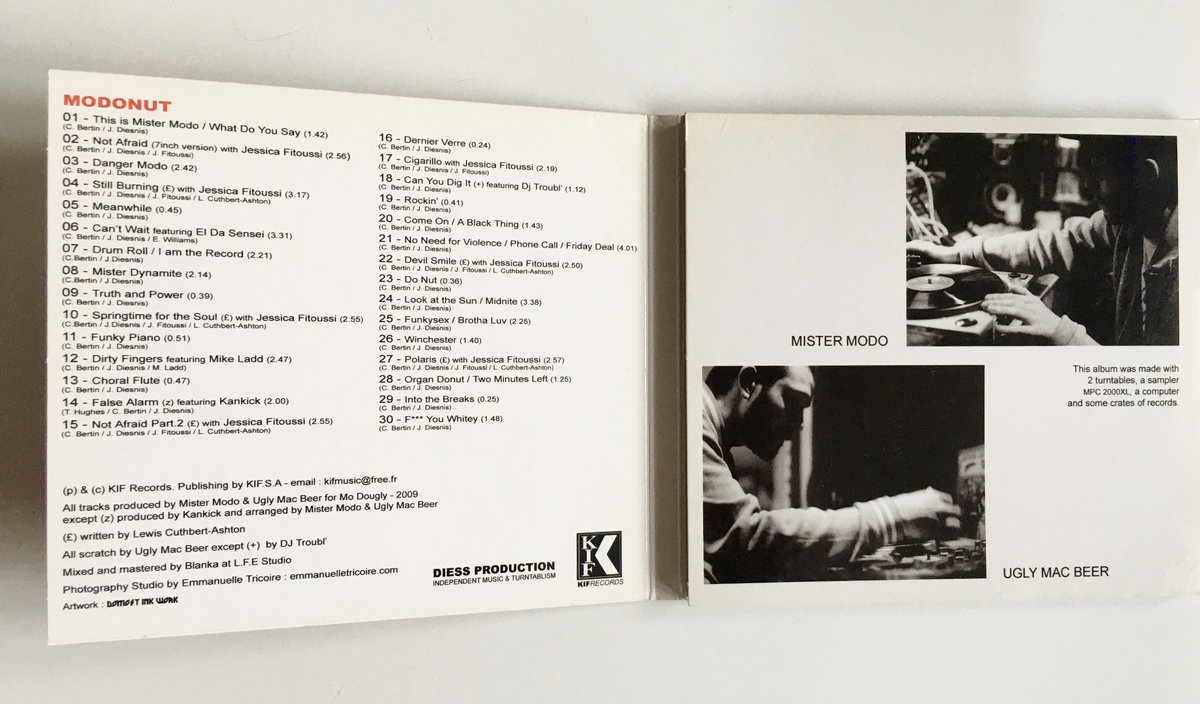 MODONUT
01 - This is Mister Modo / What Do You Say (1.42)
(C. Bertin / J. Diesnis)
02 - Not Afraid (7inch version) with Jessica Fitoussi (2.56)
(C. Bertin / J. Diesnis / J. Fitoussi)
03 - Danger Modo (2.42)
(C. Bertin / J. Diesnis)
04 - Still Burning (£) with Jessica Fitoussi (3.17)
(C. Bertin / J. Diesnis / J. Fitoussi / L. Cuthbert-Ashton)
05 - Meanwhile (0.45)
(C. Bertin / J. Diesnis)
06 - Can't Wait featuring El Da Sensei (3.31)
(C. Bertin / J. Diesnis / E. Williams)
07 - Drum Roll / I am the Record (2.21)
(C.Bertin / J.Diesnis)
08 - Mister Dynamite (2.14)
(C. Bertin / J.Diesnis)
09 - Truth and Power (0.39)
(C. Bertin / J. Diesnis)
10 - Springtime for the Soul (£) with Jessica Fitoussi (2.55)
(C.Bertin / J.Diesnis / J. Fitoussi / L. Cuthbert-Ashton)
11 - Funky Piano (0.51)
(C. Bertin / J. Diesnis)
12 - Dirty Fingers featuring Mike Ladd (2.47)
(C. Bertin / J. Diesnis / M. Ladd)
13 - Choral Flute (0.47)
(C. Bertin / J. Diesnis)
14 - False Alarm (z) featuring Kankick (2.00)
(T. Hughes / C. Bertin / J. Diesnis)
15 - Not Afraid Part.2 (£) with Jessica Fitoussi (2.55)
(C. Bertin / J. Diesnis / J. Fitoussi / L. Cuthbert-Ashton)
16 - Dernier Verre (0.24)
(C. Bertin / J. Diesnis)
17 - Cigarillo with Jessica Fitoussi (2.19)
(C. Bertin / J. Diesnis / J. Fitoussi)
18 - Can You Dig It (+) featuring Dj Troubl' (1.12)
(C. Bertin / J. Diesnis)
19 - Rockin' (0.41)
(C. Bertin / J. Diesnis)
20 - Come On / A Black Thing (1.43)
(C. Bertin / J. Diesnis)
21 - No Need for Violence / Phone Call / Friday Deal (4.01)
(C. Bertin / J. Diesnis)
22 - Devil Smile (£) with Jessica Fitoussi (2.50)
(C. Bertin / J. Diesnis / J. Fitoussi / L. Cuthbert-Ashton)
23 - Do Nut (0.36)
(C. Bertin / J. Diesnis)
24 - Look at the Sun / Midnite (3.38)
(C. Bertin / J. Diesnis)
25 - Funkysex / Brotha Luv (2.25)
(C. Bertin / J. Diesnis)
26 - Winchester (1.40)
(C. Bertin / J. Diesnis)
27 - Polaris (£) with Jessica Fitoussi (2.57)
(C. Bertin / J. Diesnis / J. Fitoussi / L. Cuthbert-Ashton)
28 - Organ Donut / Two Minutes Left (1.25)
(C. Bertin / J. Diesnis)
29 - Into the Breaks (0.25)
(C. Bertin / J. Diesnis)
30 - F*** You Whitey (1.48)
(C. Bertin / J. Diesnis)
(p) & (c) KIF Records. Publishing by KIF.S.A - email : kifmusic@free.fr
All tracks produced by Mister Modo & Ugly Mac Beer for Mo Dougly - 2009
except (z) produced by Kankick and arranged by Mister Modo & Ugly Mac Beer
(£) written by Lewis Cuthbert-Ashton
All scratch by Ugly Mac Beer except (+) by DJ Troubl'
Mixed and mastered by Blanka at L.F.E Studio
Photography Studio by Emmanuelle Tricoire : emmanuelletricoire.com
Artwork : DOMOST INK WORK
DIESS PRODUCTION
INDEPENDENT MUSIC & TURNTABLISM
KIF K
KIFRECORDS
MISTER MODO
This album was made with
2 turntables, a sampler
MPC 2000XL, a computer
and some crates of records.
UGLY MAC BEER